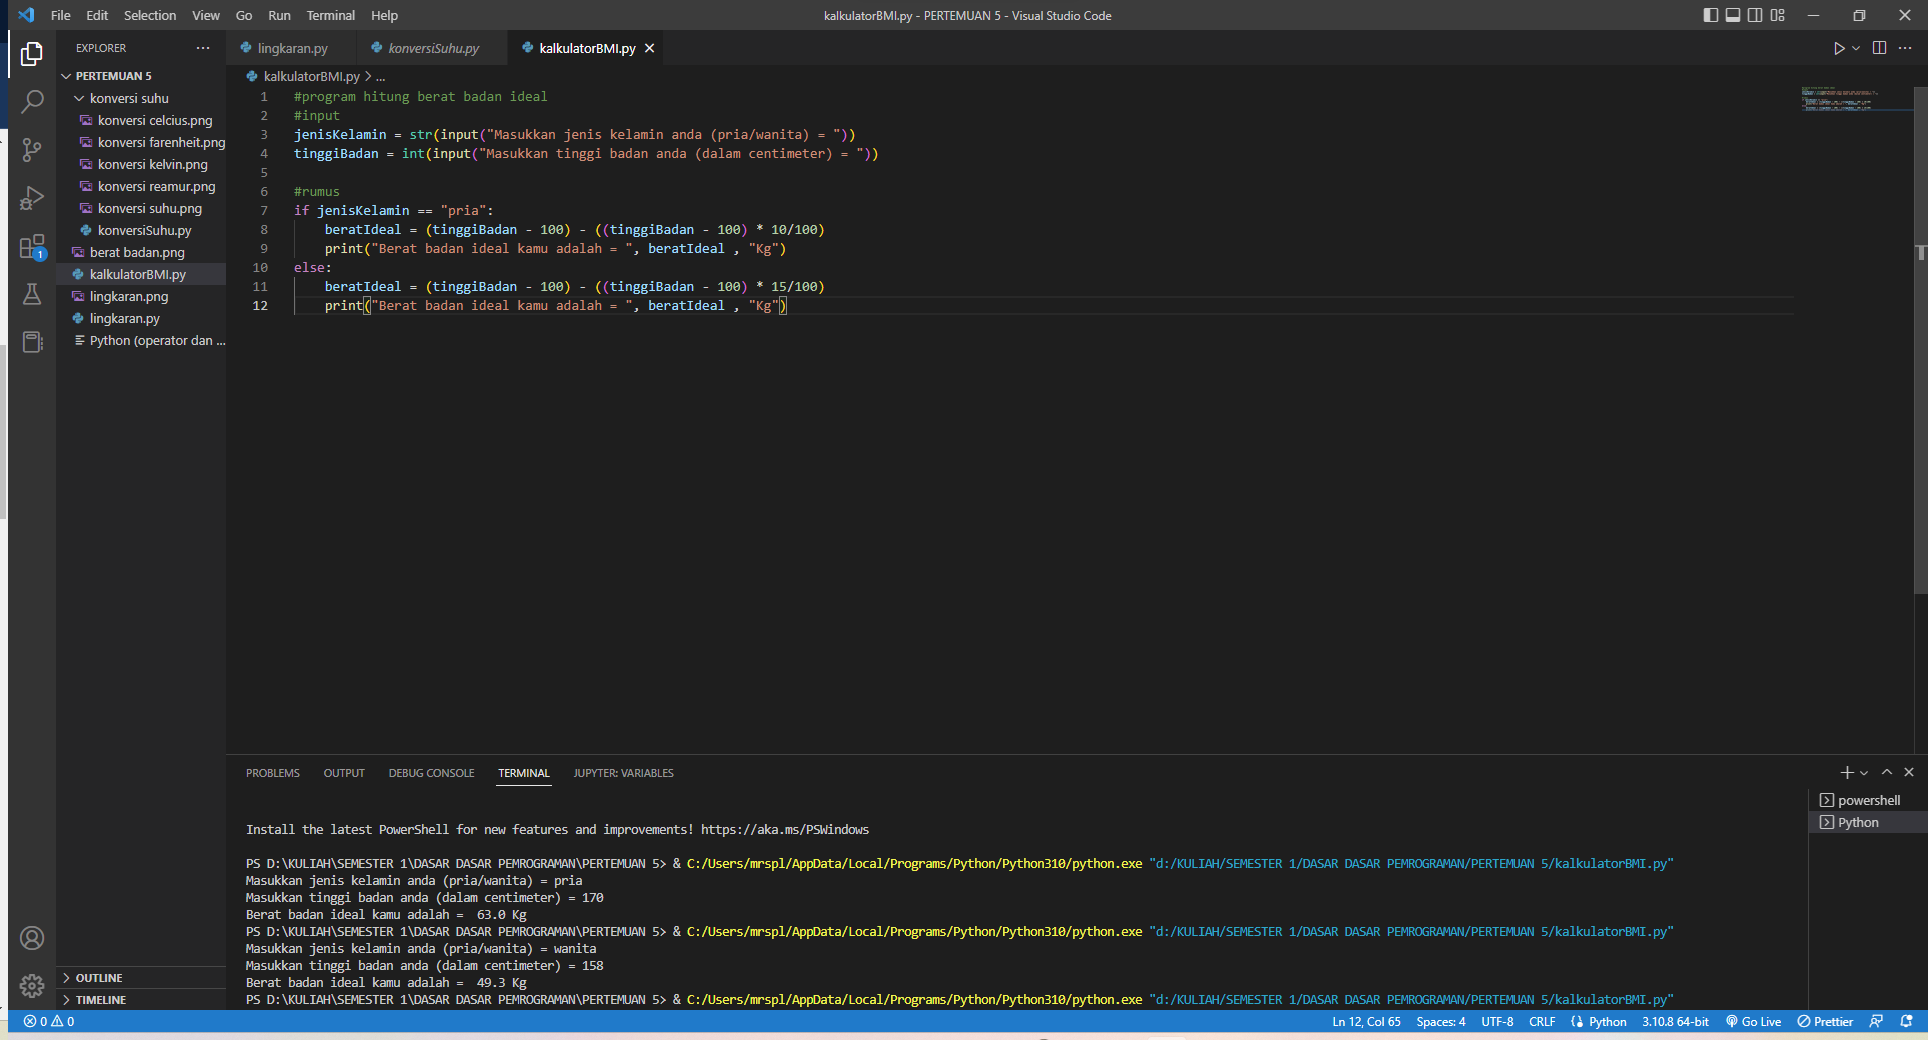 File Edit Selection View Go Run Terminal Help
kalkulatorBMI.py - PERTEMUAN 5 - Visual Studio Code
EXPLORER
PERTEMUAN 5
konversi suhu
konversi celcius.png
konversi farenheit.png
konversi kelvin.png
konversi reamur.png
konversi suhu.png
konversiSuhu.py
berat badan.png
kalkulatorBMI.py
lingkaran.png
lingkaran.py
Python (operator dan ...
OUTLINE
TIMELINE
1
lingkaran.py konversiSuhu.py kalkulatorBMI.py
kalkulatorBMI.py > ...
1 #program hitung berat badan ideal
2 #input
3 jenisKelamin = str(input("Masukkan jenis kelamin anda (pria/wanita) = "))
4 tinggiBadan = int(input("Masukkan tinggi badan anda (dalam centimeter) = "))
5
6 #rumus
7 if jenisKelamin == "pria":
8 beratIdeal = (tinggiBadan - 100) - ((tinggiBadan - 100) * 10/100)
9 print("Berat badan ideal kamu adalah = ", beratIdeal , "Kg")
10 else:
11 beratIdeal = (tinggiBadan - 100) - ((tinggiBadan - 100) * 15/100)
12 print("Berat badan ideal kamu adalah = ", beratIdeal , "Kg")
PROBLEMS OUTPUT DEBUG CONSOLE TERMINAL JUPYTER: VARIABLES
powershell
Python
Install the latest PowerShell for new features and improvements! https://aka.ms/PSWindows
PS D:\KULIAH\SEMESTER 1\DASAR DASAR PEMROGRAMAN\PERTEMUAN 5> & C:/Users/mrspl/AppData/Local/Programs/Python/Python310/python.exe "d:/KULIAH/SEMESTER 1/DASAR DASAR PEMROGRAMAN/PERTEMUAN 5/kalkulatorBMI.py"
Masukkan jenis kelamin anda (pria/wanita) = pria
Masukkan tinggi badan anda (dalam centimeter) = 170
Berat badan ideal kamu adalah =  63.0 Kg
PS D:\KULIAH\SEMESTER 1\DASAR DASAR PEMROGRAMAN\PERTEMUAN 5> & C:/Users/mrspl/AppData/Local/Programs/Python/Python310/python.exe "d:/KULIAH/SEMESTER 1/DASAR DASAR PEMROGRAMAN/PERTEMUAN 5/kalkulatorBMI.py"
Masukkan jenis kelamin anda (pria/wanita) = wanita
Masukkan tinggi badan anda (dalam centimeter) = 158
Berat badan ideal kamu adalah =  49.3 Kg
PS D:\KULIAH\SEMESTER 1\DASAR DASAR PEMROGRAMAN\PERTEMUAN 5> & C:/Users/mrspl/AppData/Local/Programs/Python/Python310/python.exe "d:/KULIAH/SEMESTER 1/DASAR DASAR PEMROGRAMAN/PERTEMUAN 5/kalkulatorBMI.py"
0 0 Ln 12, Col 65 Spaces: 4 UTF-8 CRLF Python 3.10.8 64-bit Go Live Prettier